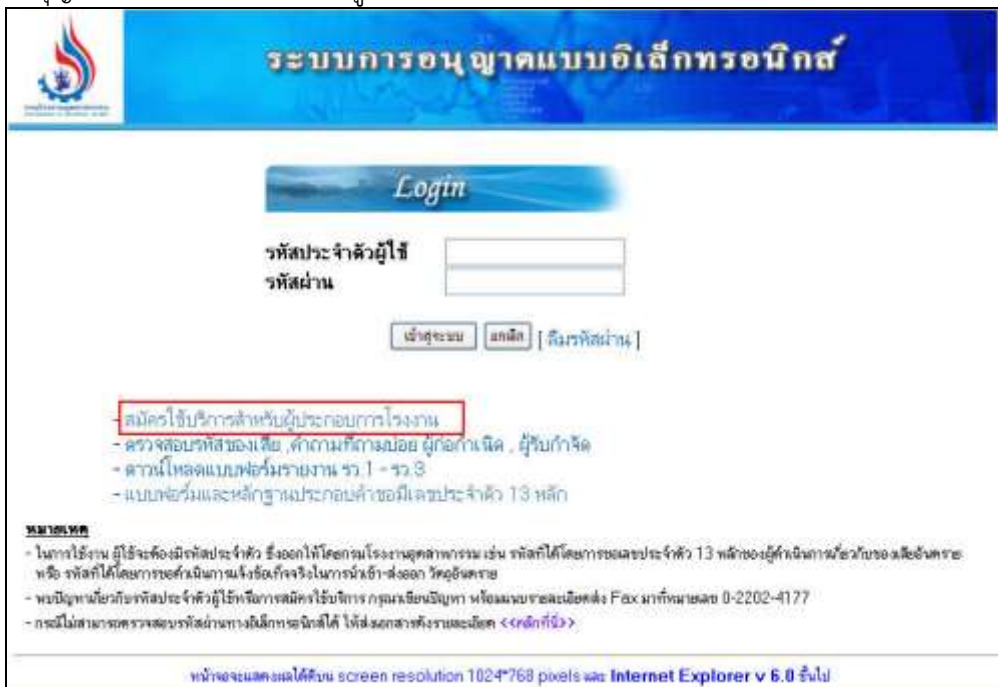 ระบบการอนุญาตแบบอิเล็กทรอนิกส์
Login
รหัสประจำตัวผู้ใช้
รหัสผ่าน
เข้าสู่ระบบ ยกเลิก [ ลืมรหัสผ่าน ]
- สมัครใช้บริการสำหรับผู้ประกอบการโรงงาน
- ตรวจสอบรหัสของเสีย , คำถามที่ถามบ่อย ผู้ก่อกำเนิด , ผู้รับกำจัด
- ดาวน์โหลดแบบฟอร์มรายงาน รว.1 - รว.3
- แบบฟอร์มและหลักฐานประกอบคำขอมีเลขประจำตัว 13 หลัก
หมายเหตุ
- ในการใช้งาน ผู้ใช้จะต้องมีรหัสประจำตัว ซึ่งออกให้โดยกรมโรงงานอุตสาหกรรม เช่น รหัสที่ได้โดยการขอเลขประจำตัว 13 หลักของผู้ดำเนินการเกี่ยวกับของเสียอันตราย
หรือ รหัสที่ได้โดยการขอดำเนินการแจ้งข้อเท็จจริงในการนำเข้า-ส่งออก วัตถุอันตราย
- พบปัญหาเกี่ยวกับรหัสประจำตัวผู้ใช้หรือการสมัครใช้บริการ กรุณาเขียนปัญหา พร้อมแนบรายละเอียดส่ง Fax มาที่หมายเลข 0-2202-4177
- กรณีไม่สามารถตรวจสอบรหัสผ่านทางอิเล็กทรอนิกส์ได้ ให้ส่งเอกสารดังรายละเอียด <<คลิกที่นี่>>
หน้าจอจะแสดงผลได้ดีบน screen resolution 1024*768 pixels และ Internet Explorer v 6.0 ขึ้นไป